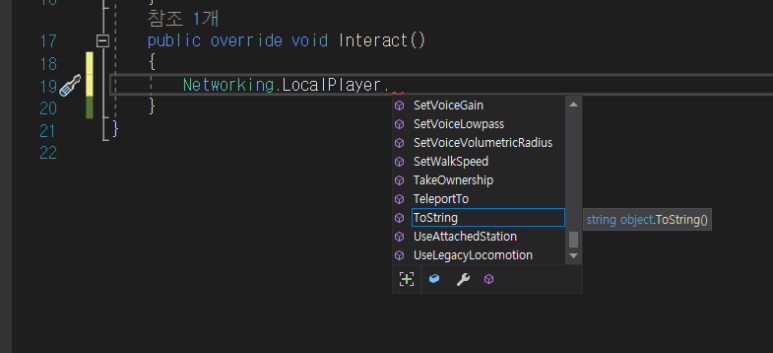 참조 1개
17 public override void Interact()
18 {
19 Networking.LocalPlayer.
20 }
21 }
22
SetVoiceGain
SetVoiceLowpass
SetVoiceVolumetricRadius
SetWalkSpeed
TakeOwnership
TeleportTo
ToString
string object.ToString()
UseAttachedStation
UseLegacyLocomotion